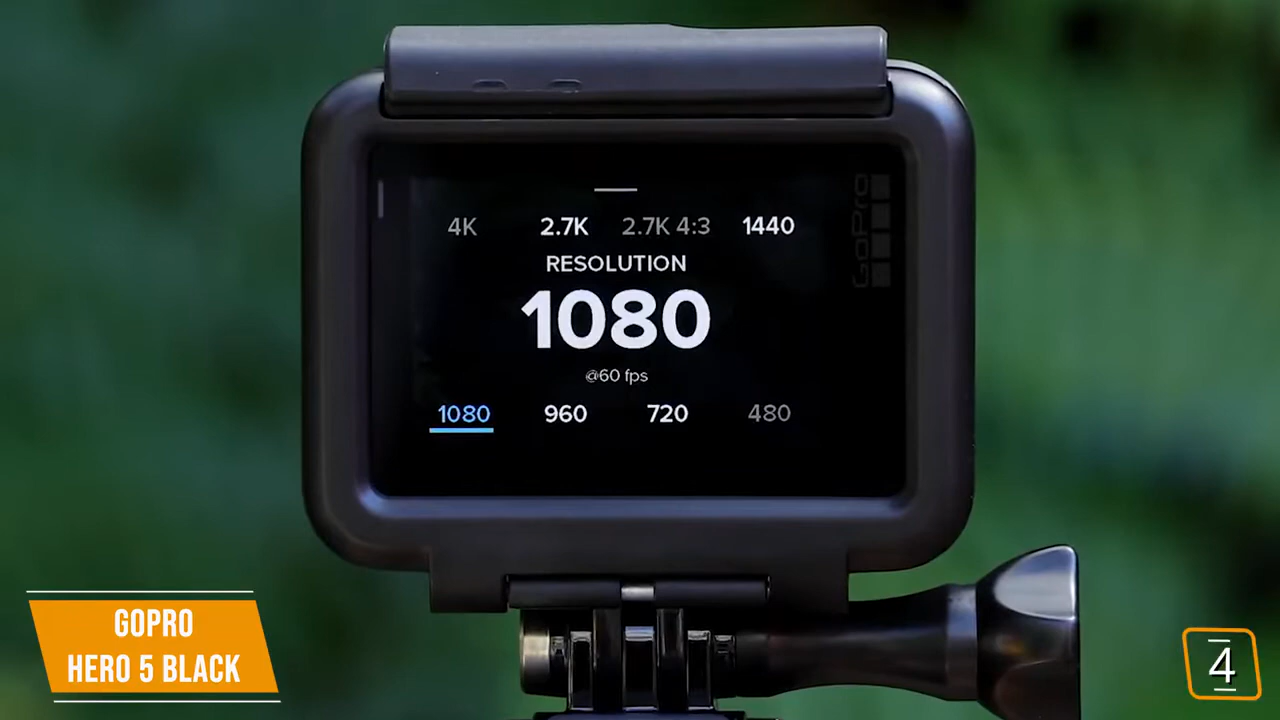 4K 2.7K 2.7K 4:3 1440
RESOLUTION
1080
@60 fps
1080 960 720 480
GoPro
GOPRO
HERO 5 BLACK
4